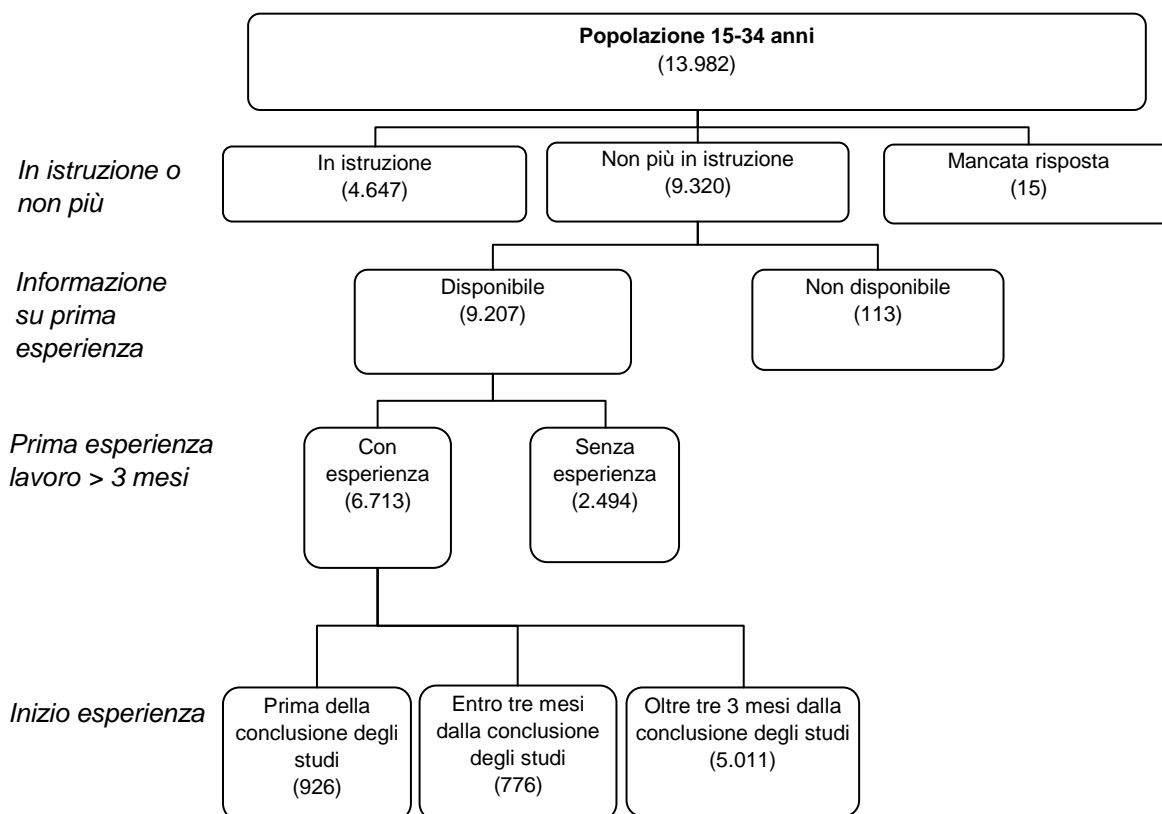 Popolazione 15-34 anni
(13.982)
In istruzione o
non più
In istruzione
(4.647)
Non più in istruzione
(9.320)
Mancata risposta
(15)
Informazione
su prima
esperienza
Disponibile
(9.207)
Non disponibile
(113)
Prima esperienza
lavoro > 3 mesi
Con
esperienza
(6.713)
Senza
esperienza
(2.494)
Inizio esperienza
Prima della
conclusione degli
studi
(926)
Entro tre mesi
dalla conclusione
degli studi
(776)
Oltre tre 3 mesi dalla
conclusione degli studi
(5.011)